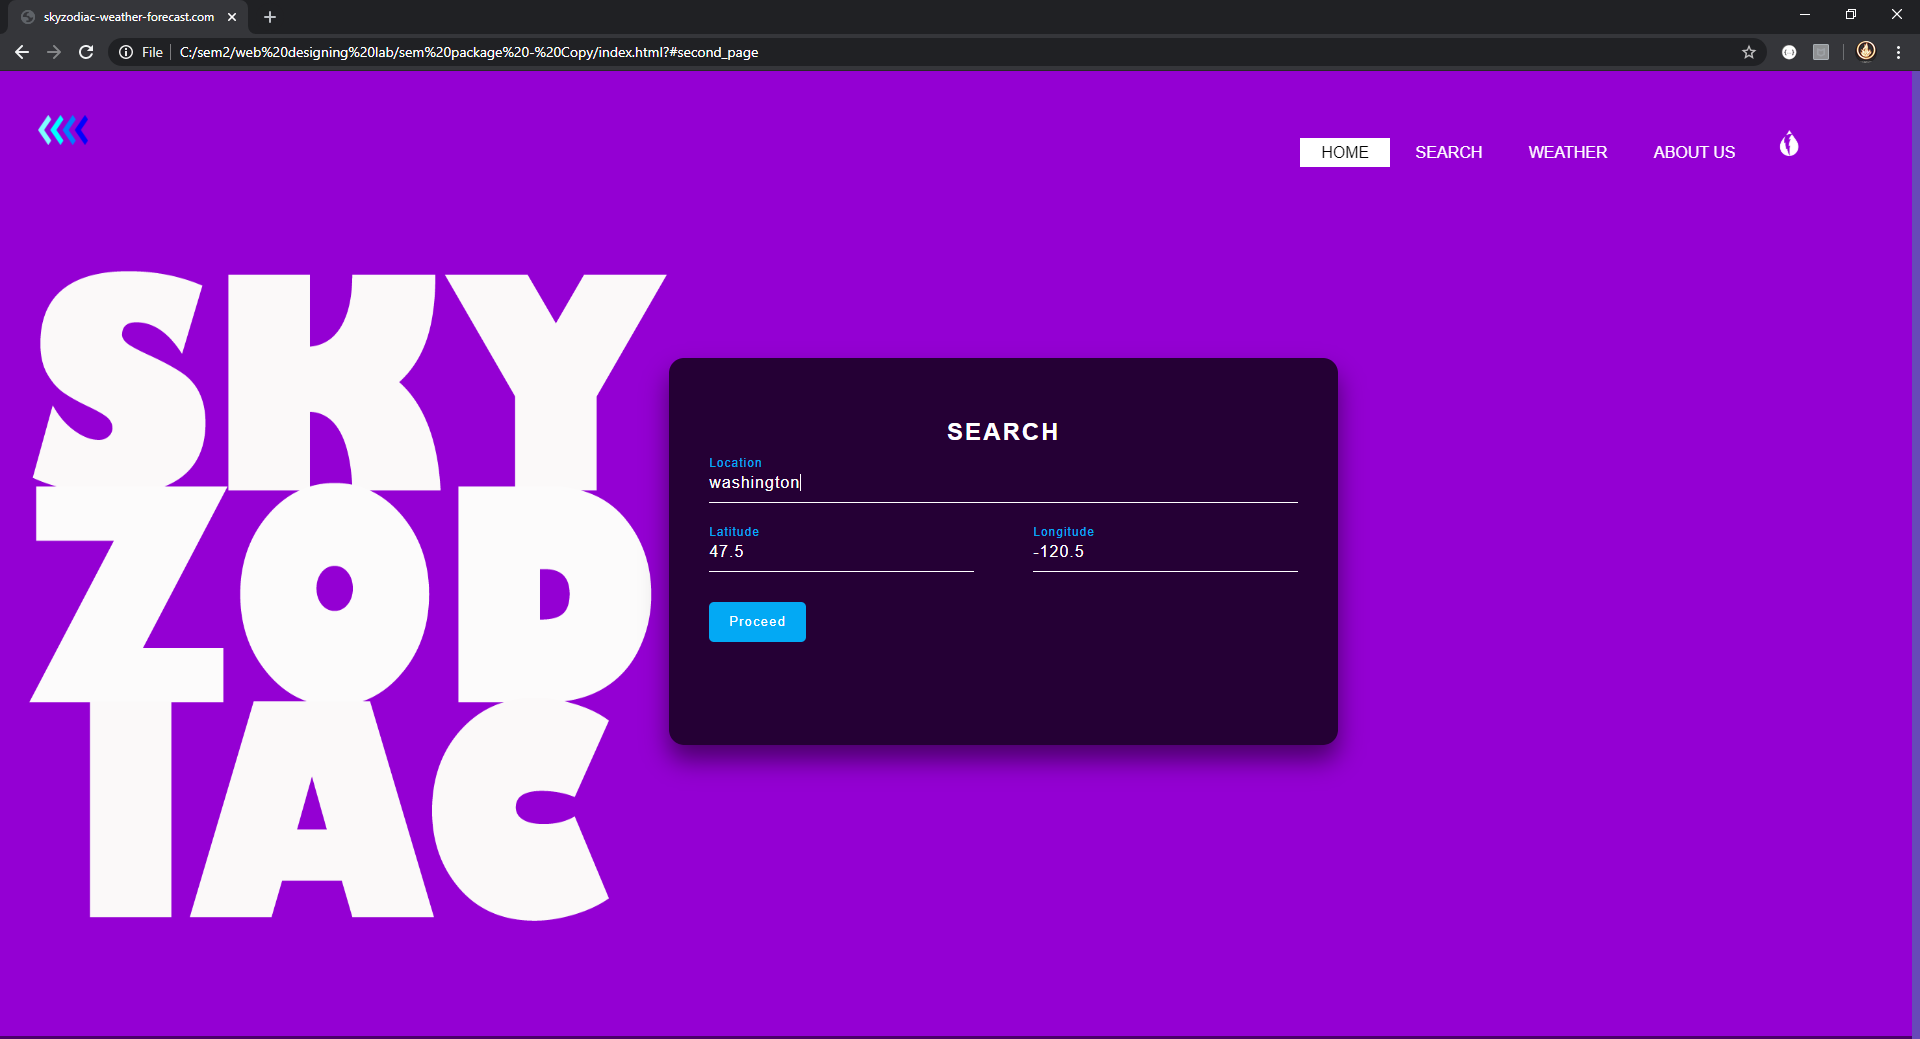 skyzodiac-weather-forecast.com
File
C:/sem2/web%20designing%20lab/sem%20package%20-%20Copy/index.html?#second_page
HOME SEARCH WEATHER ABOUT US
SKY
ZOD
TAC
SEARCH
Location
washington
Latitude Longitude
47.5 -120.5
Proceed